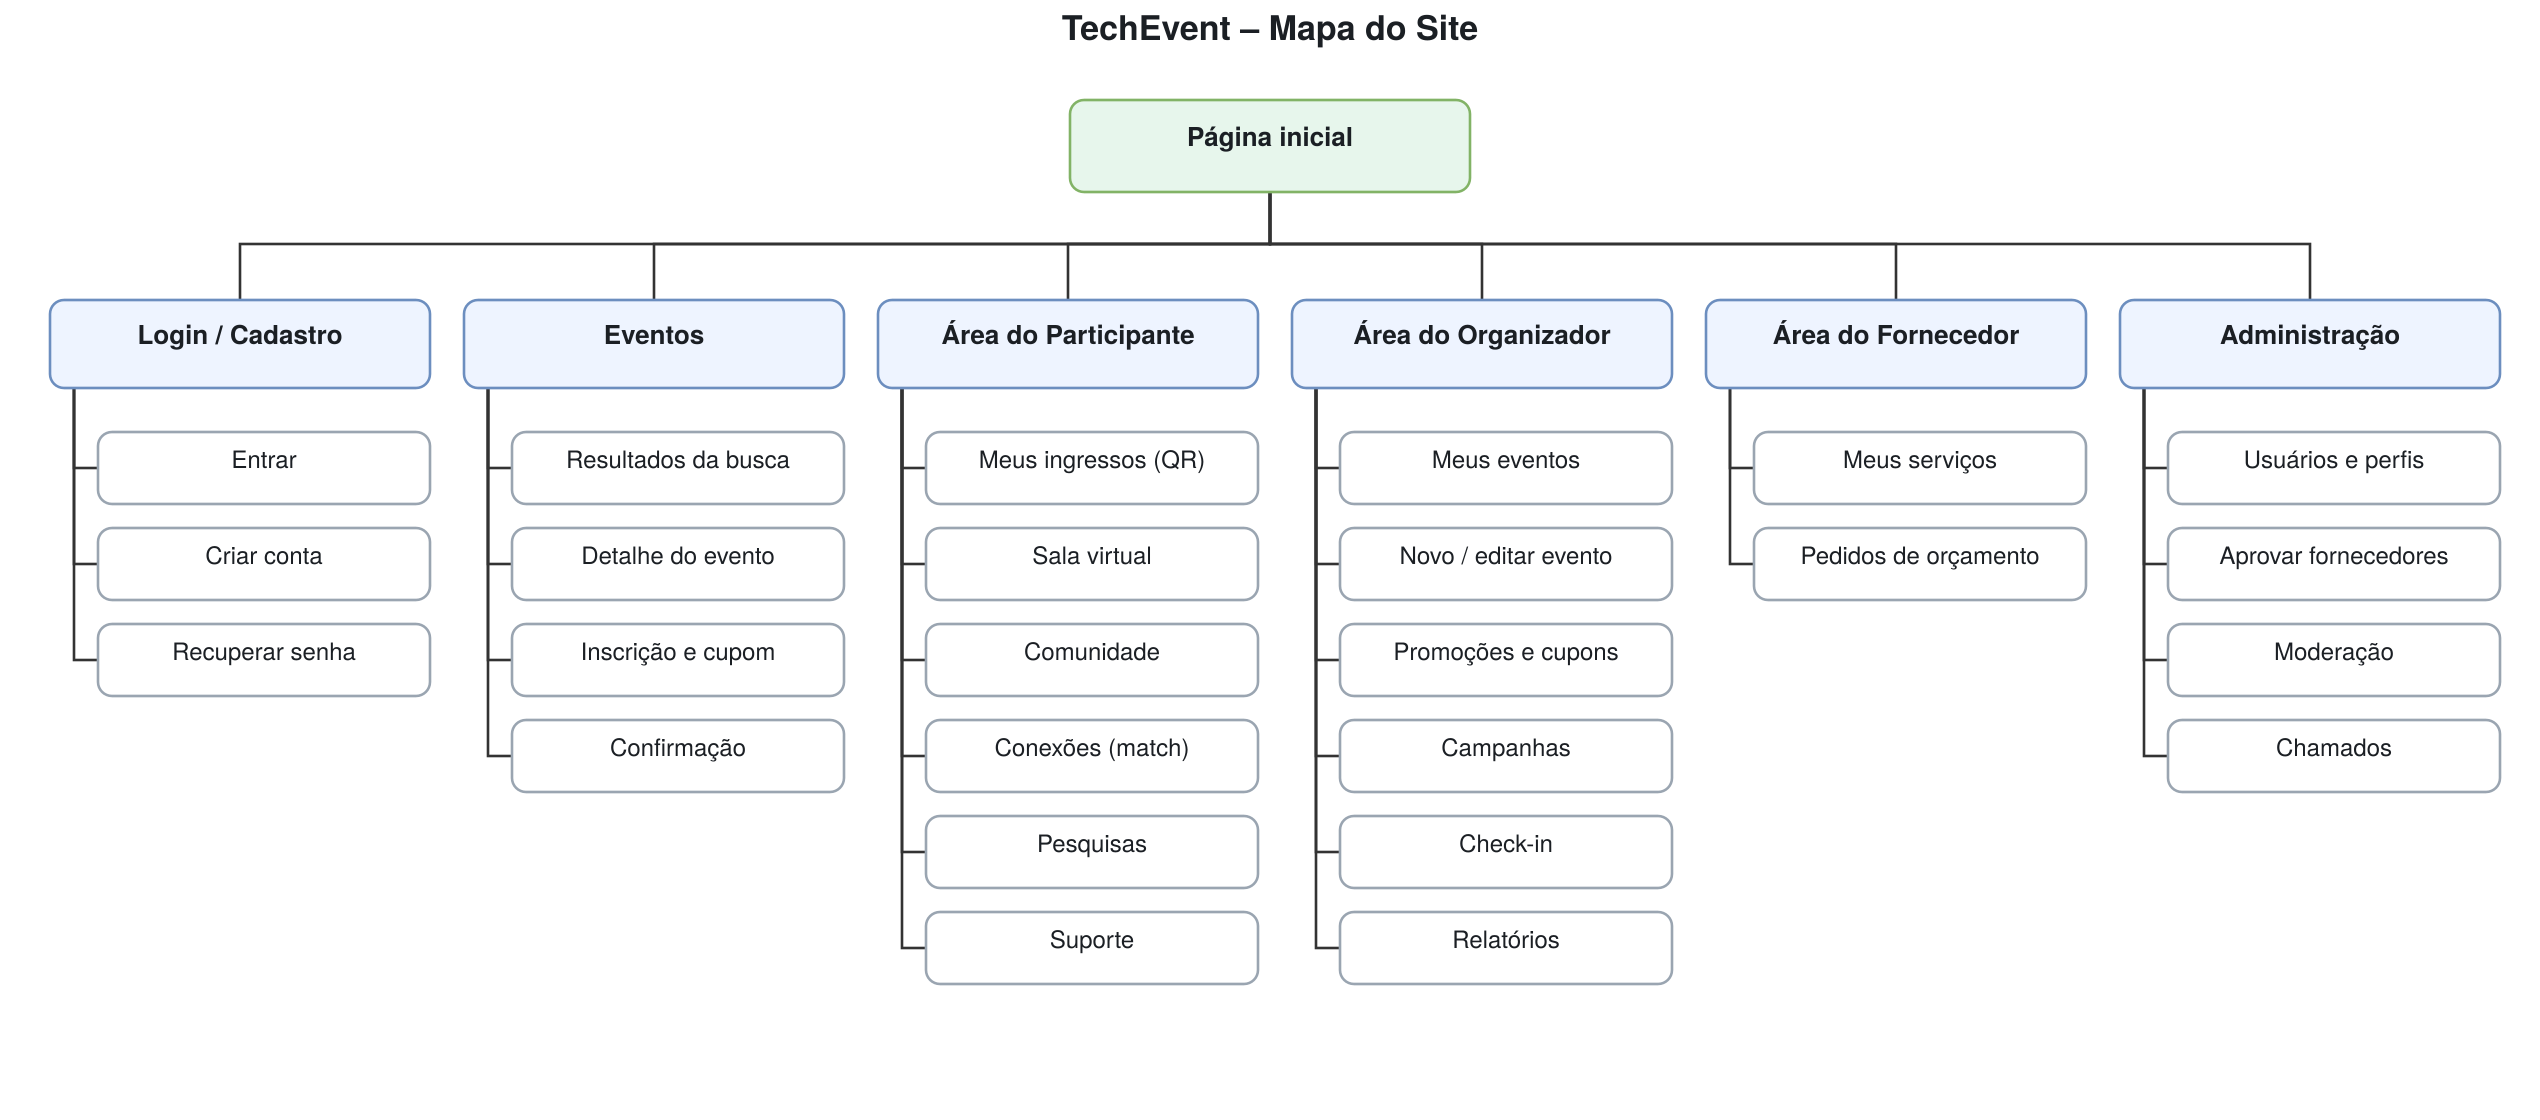 TechEvent – Mapa do Site
Página inicial
Login / Cadastro
Entrar
Criar conta
Recuperar senha
Eventos
Resultados da busca
Detalhe do evento
Inscrição e cupom
Confirmação
Área do Participante
Meus ingressos (QR)
Sala virtual
Comunidade
Conexões (match)
Pesquisas
Suporte
Área do Organizador
Meus eventos
Novo / editar evento
Promoções e cupons
Campanhas
Check-in
Relatórios
Área do Fornecedor
Meus serviços
Pedidos de orçamento
Administração
Usuários e perfis
Aprovar fornecedores
Moderação
Chamados